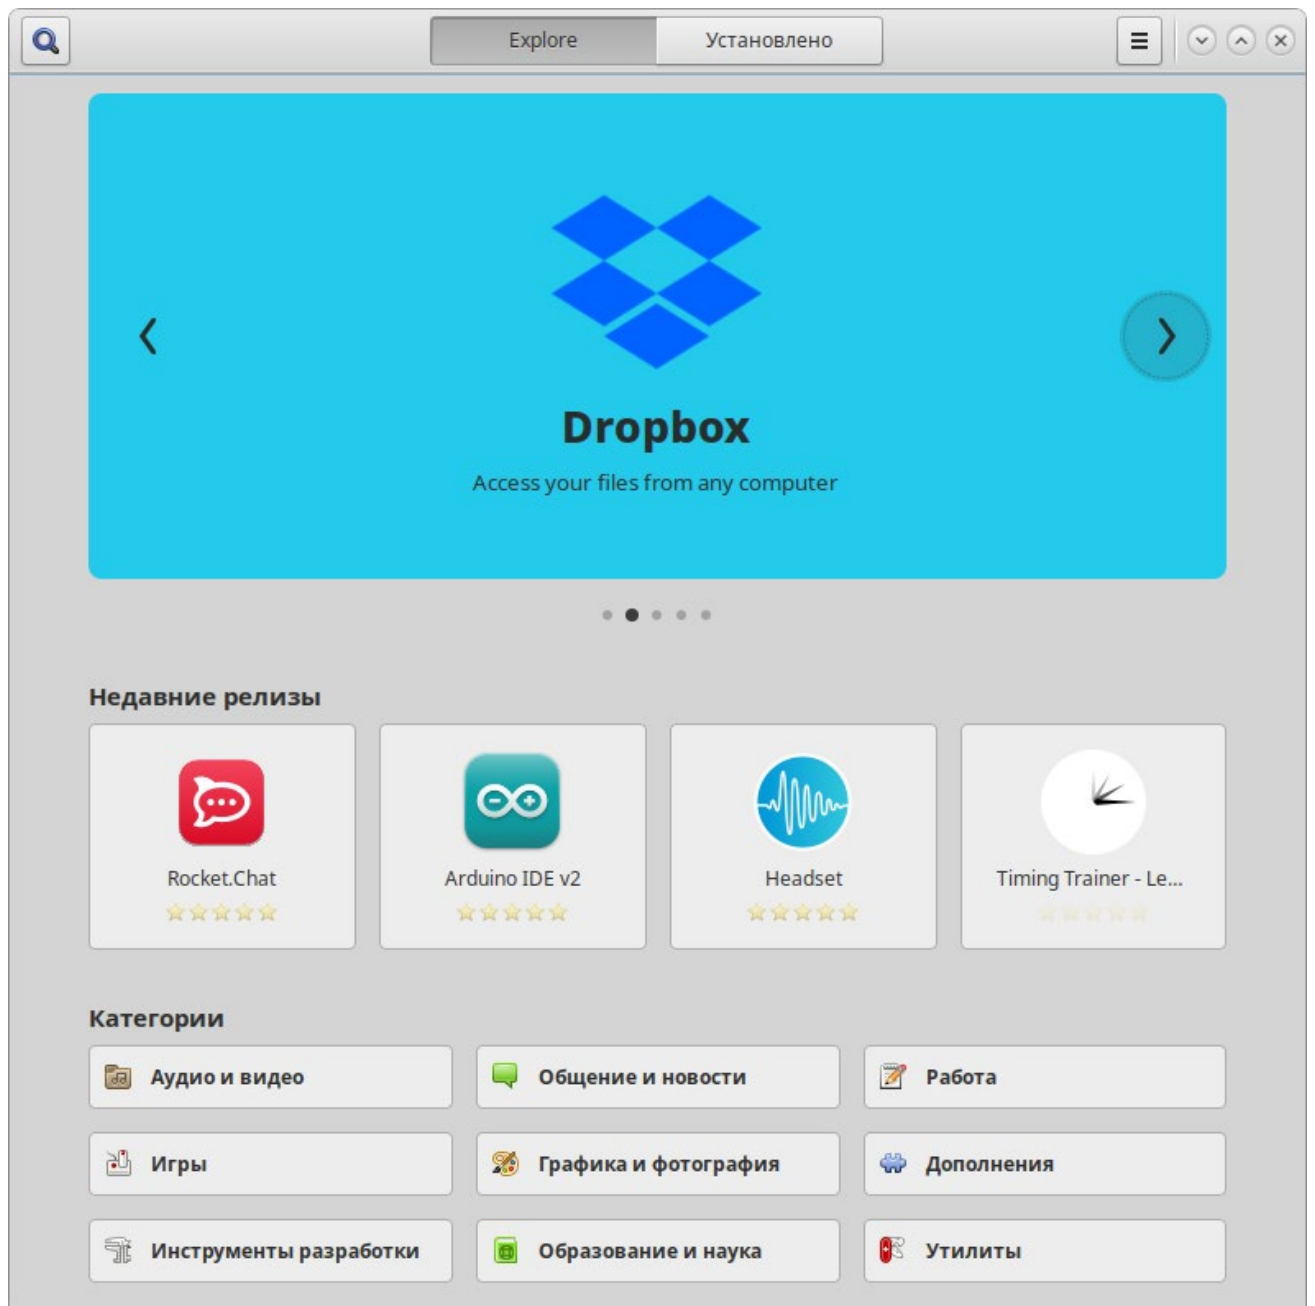 Explore
Установлено
Dropbox
Access your files from any computer
Недавние релизы
Rocket.Chat
Arduino IDE v2
Headset
Timing Trainer - Le...
Категории
Аудио и видео
Общение и новости
Работа
Игры
Графика и фотография
Дополнения
Инструменты разработки
Образование и наука
Утилиты